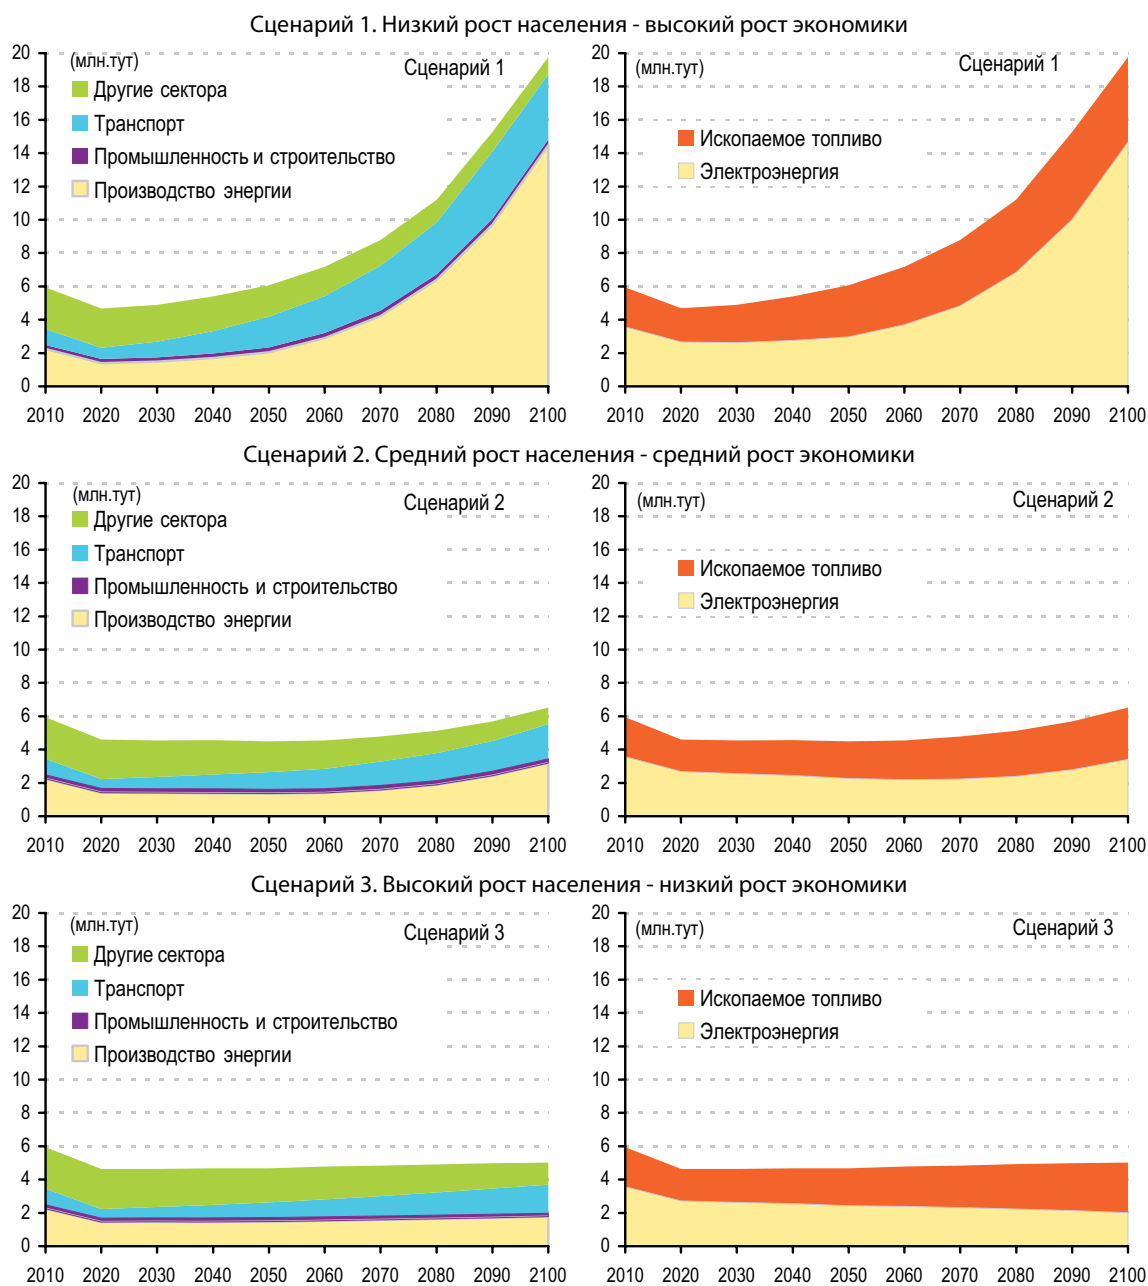 Сценарий 1. Низкий рост населения - высокий рост экономики
(млн.тут)
Сценарий 1
Другие сектора
Транспорт
Промышленность и строительство
Производство энергии
20
18
16
14
12
10
8
6
4
2
0
2010 2020 2030 2040 2050 2060 2070 2080 2090 2100
(млн.тут)
Сценарий 1
Ископаемое топливо
Электроэнергия
20
18
16
14
12
10
8
6
4
2
0
2010 2020 2030 2040 2050 2060 2070 2080 2090 2100
Сценарий 2. Средний рост населения - средний рост экономики
(млн.тут)
Сценарий 2
Другие сектора
Транспорт
Промышленность и строительство
Производство энергии
20
18
16
14
12
10
8
6
4
2
0
2010 2020 2030 2040 2050 2060 2070 2080 2090 2100
(млн.тут)
Сценарий 2
Ископаемое топливо
Электроэнергия
20
18
16
14
12
10
8
6
4
2
0
2010 2020 2030 2040 2050 2060 2070 2080 2090 2100
Сценарий 3. Высокий рост населения - низкий рост экономики
(млн.тут)
Сценарий 3
Другие сектора
Транспорт
Промышленность и строительство
Производство энергии
20
18
16
14
12
10
8
6
4
2
0
2010 2020 2030 2040 2050 2060 2070 2080 2090 2100
(млн.тут)
Сценарий 3
Ископаемое топливо
Электроэнергия
20
18
16
14
12
10
8
6
4
2
0
2010 2020 2030 2040 2050 2060 2070 2080 2090 2100